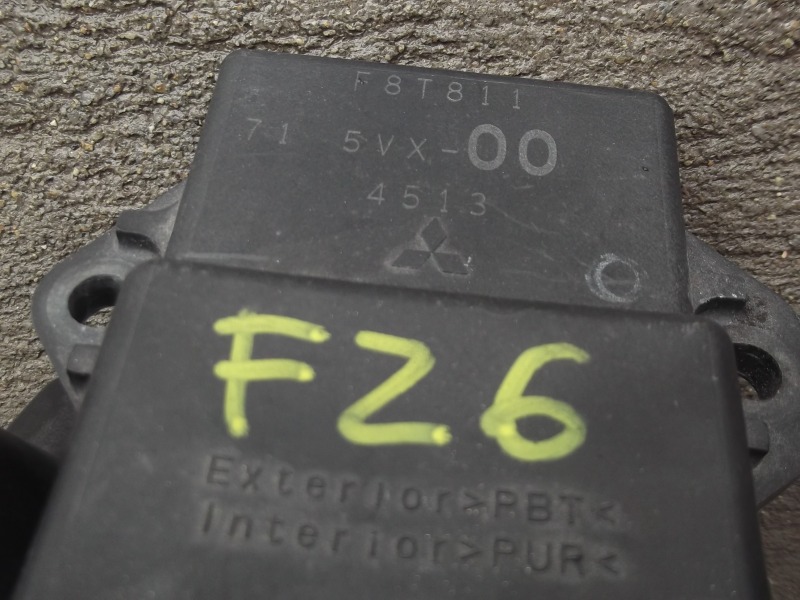 F8T811
71 5VX-00
4513
FZ6
Exterior>PBT<
Interior>PUR<